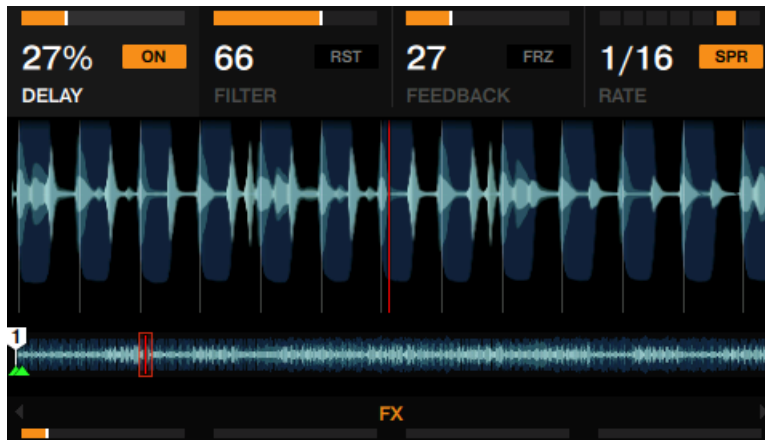 27% ON 66 RST 27 FRZ 1/16 SPR
DELAY FILTER FEEDBACK RATE
1
FX